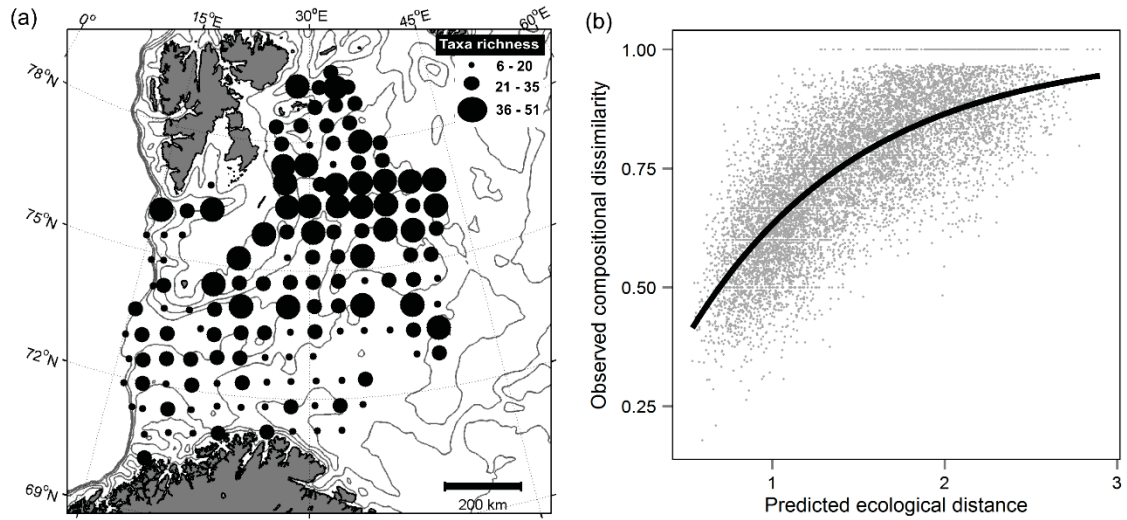 (a)
0°
15°E
30°E
45°E
60°E
78°N
75°N
72°N
69°N
Taxa richness
6 - 20
21 - 35
36 - 51
200 km
(b)
1.00
0.75
0.50
0.25
Observed compositional dissimilarity
1
2
3
Predicted ecological distance